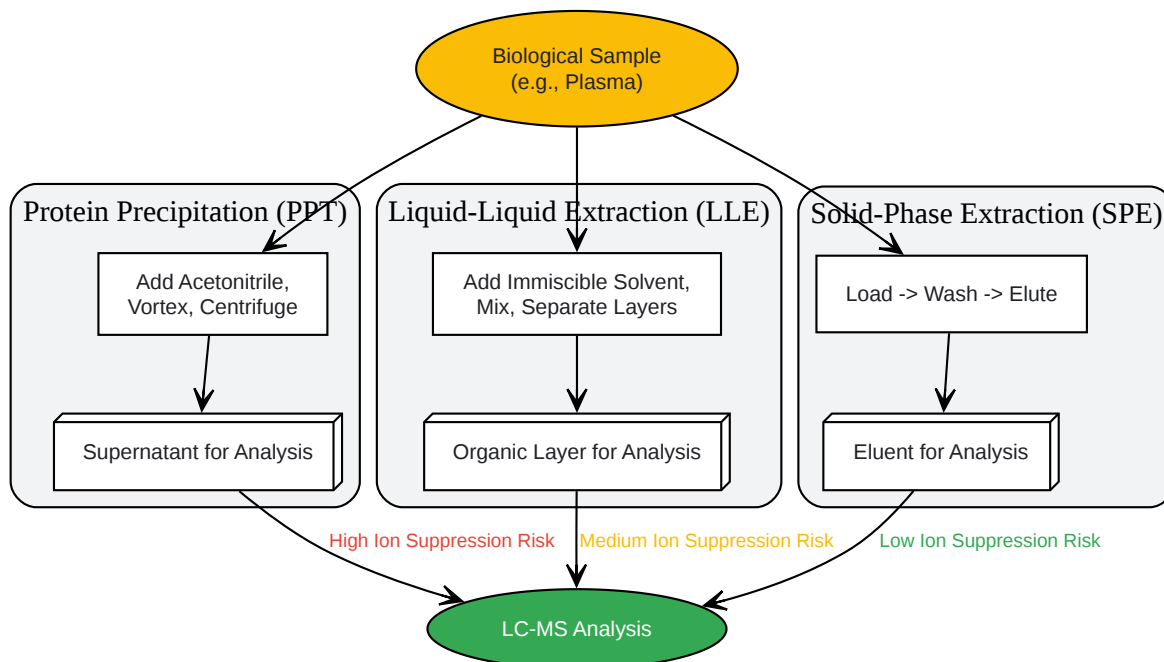 Biological Sample
(e.g., Plasma)
Protein Precipitation (PPT)
Liquid-Liquid Extraction (LLE)
Solid-Phase Extraction (SPE)
Add Acetonitrile,
Vortex, Centrifuge
Add Immiscible Solvent,
Mix, Separate Layers
Load -> Wash -> Elute
Supernatant for Analysis
Organic Layer for Analysis
Eluent for Analysis
High Ion Suppression Risk
Medium Ion Suppression Risk
Low Ion Suppression Risk
LC-MS Analysis